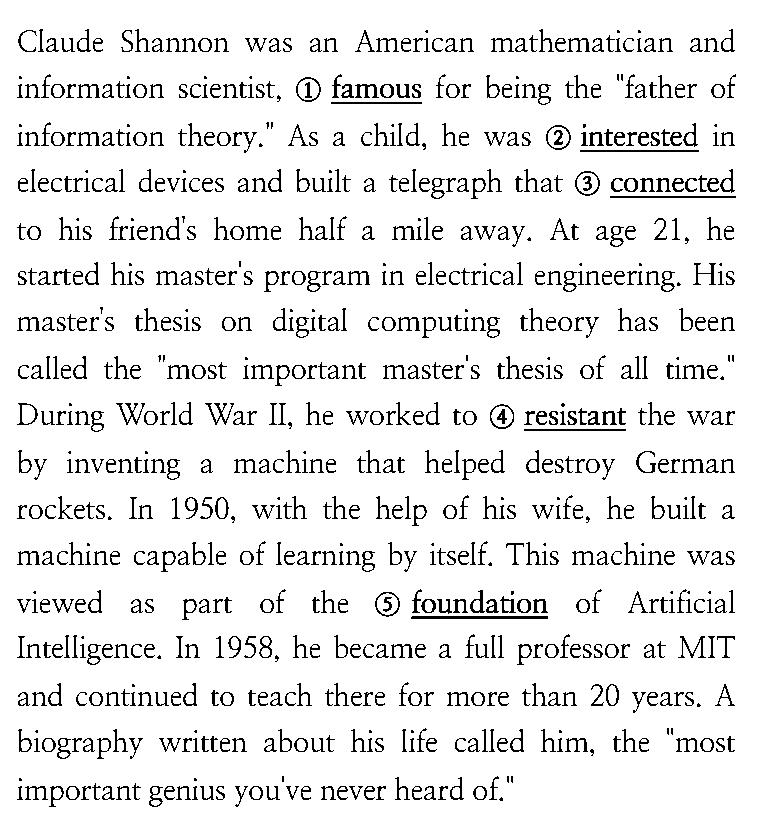 Claude Shannon was an American mathematician and
information scientist, ① famous for being the "father of
information theory." As a child, he was ② interested in
electrical devices and built a telegraph that ③ connected
to his friend's home half a mile away. At age 21, he
started his master's program in electrical engineering. His
master's thesis on digital computing theory has been
called the "most important master's thesis of all time."
During World War II, he worked to ④ resistant the war
by inventing a machine that helped destroy German
rockets. In 1950, with the help of his wife, he built a
machine capable of learning by itself. This machine was
viewed as part of the ⑤ foundation of Artificial
Intelligence. In 1958, he became a full professor at MIT
and continued to teach there for more than 20 years. A
biography written about his life called him, the "most
important genius you've never heard of."